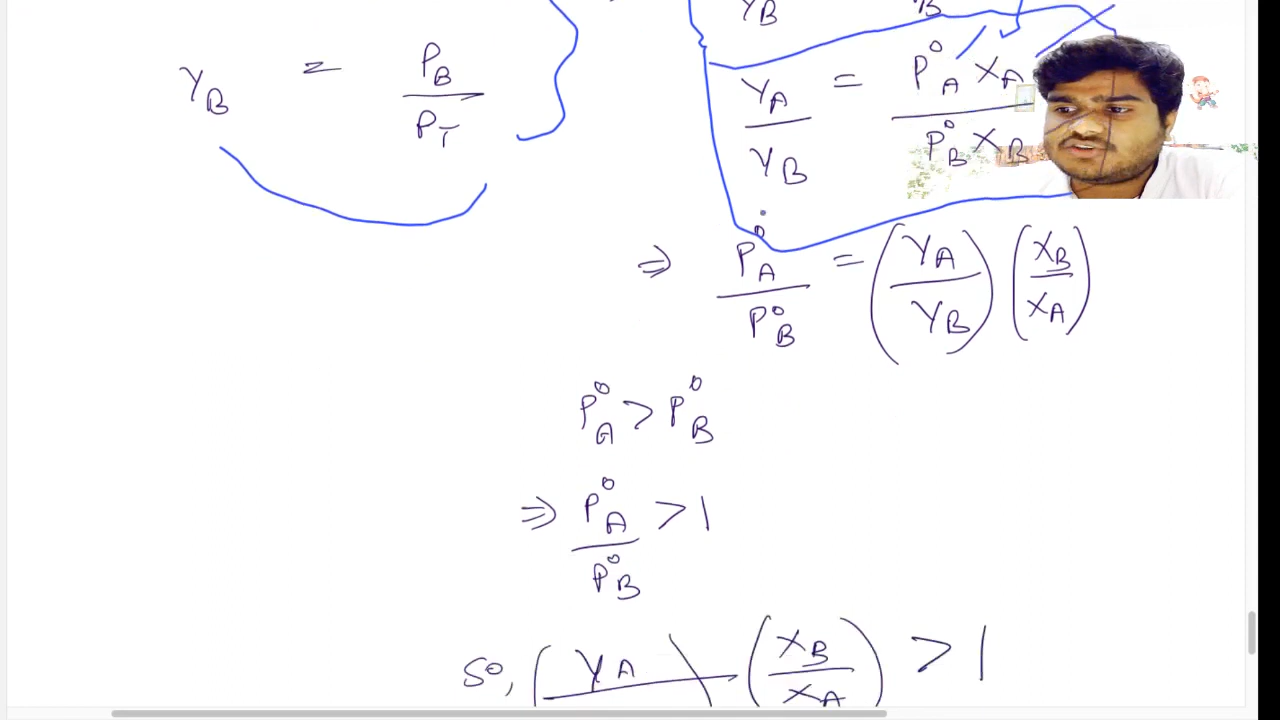 Y_B / P_B
Y_B = P_B / P_T
Y_A / Y_B = P°_A X_A / P°_B X_B
⇒ P°_A / P°_B = (Y_A / Y_B) (X_B / X_A)
P°_A > P°_B
⇒ P°_A / P°_B > 1
So, (Y_A) (X_B / X_A) > 1